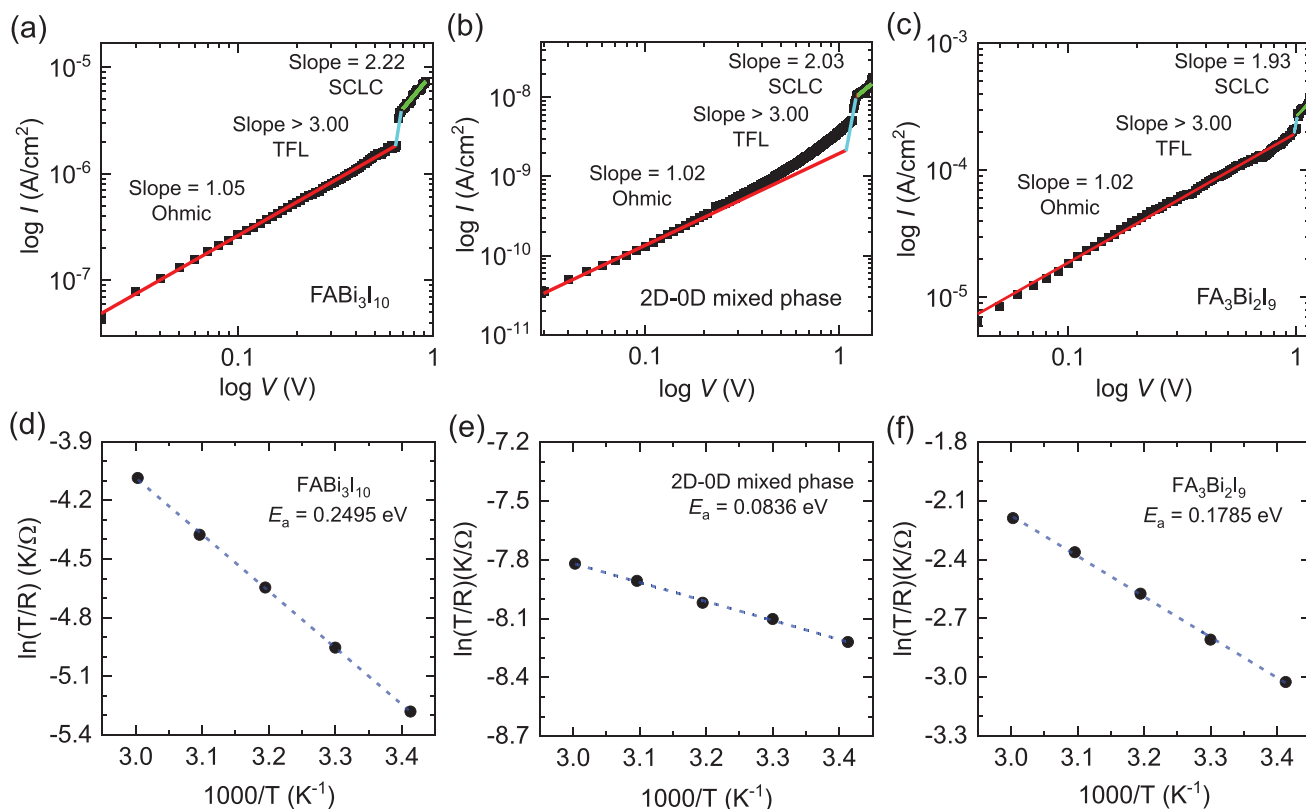 (a)
log I (A/cm²)
10⁻⁵
10⁻⁶
10⁻⁷
Slope = 2.22
SCLC
Slope > 3.00
TFL
Slope = 1.05
Ohmic
FABi₃I₁₀
0.1
1
log V (V)
(b)
log I (A/cm²)
10⁻⁸
10⁻⁹
10⁻¹⁰
10⁻¹¹
Slope = 2.03
SCLC
Slope > 3.00
TFL
Slope = 1.02
Ohmic
2D-0D mixed phase
0.1
1
log V (V)
(c)
log I (A/cm²)
10⁻³
10⁻⁴
10⁻⁵
Slope = 1.93
SCLC
Slope > 3.00
TFL
Slope = 1.02
Ohmic
FA₃Bi₂I₉
0.1
1
log V (V)
(d)
ln(T/R) (K/Ω)
-3.9
-4.2
-4.5
-4.8
-5.1
-5.4
FABi₃I₁₀
Eₐ = 0.2495 eV
3.0 3.1 3.2 3.3 3.4
1000/T (K⁻¹)
(e)
ln(T/R)(K/Ω)
-7.2
-7.5
-7.8
-8.1
-8.4
-8.7
2D-0D mixed phase
Eₐ = 0.0836 eV
3.0 3.1 3.2 3.3 3.4
1000/T (K⁻¹)
(f)
ln(T/R)(K/Ω)
-1.8
-2.1
-2.4
-2.7
-3.0
-3.3
FA₃Bi₂I₉
Eₐ = 0.1785 eV
3.0 3.1 3.2 3.3 3.4
1000/T (K⁻¹)